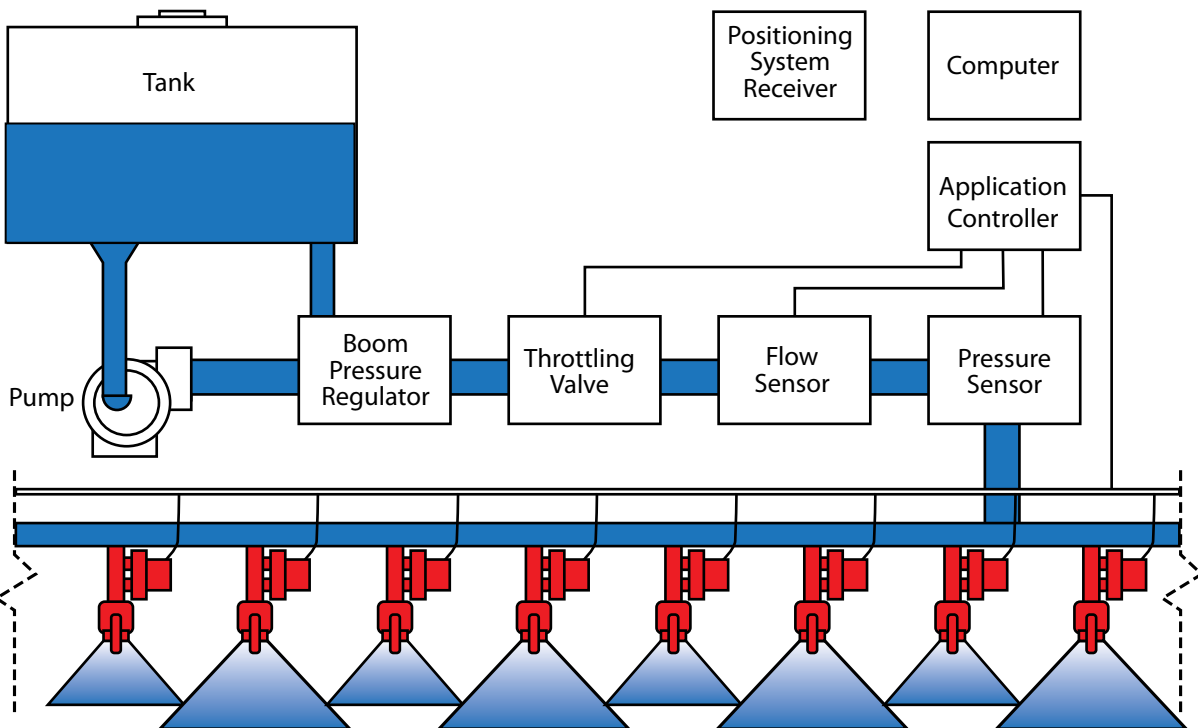 Tank
Positioning
System
Receiver
Computer
Application
Controller
Pump
Boom
Pressure
Regulator
Throttling
Valve
Flow
Sensor
Pressure
Sensor